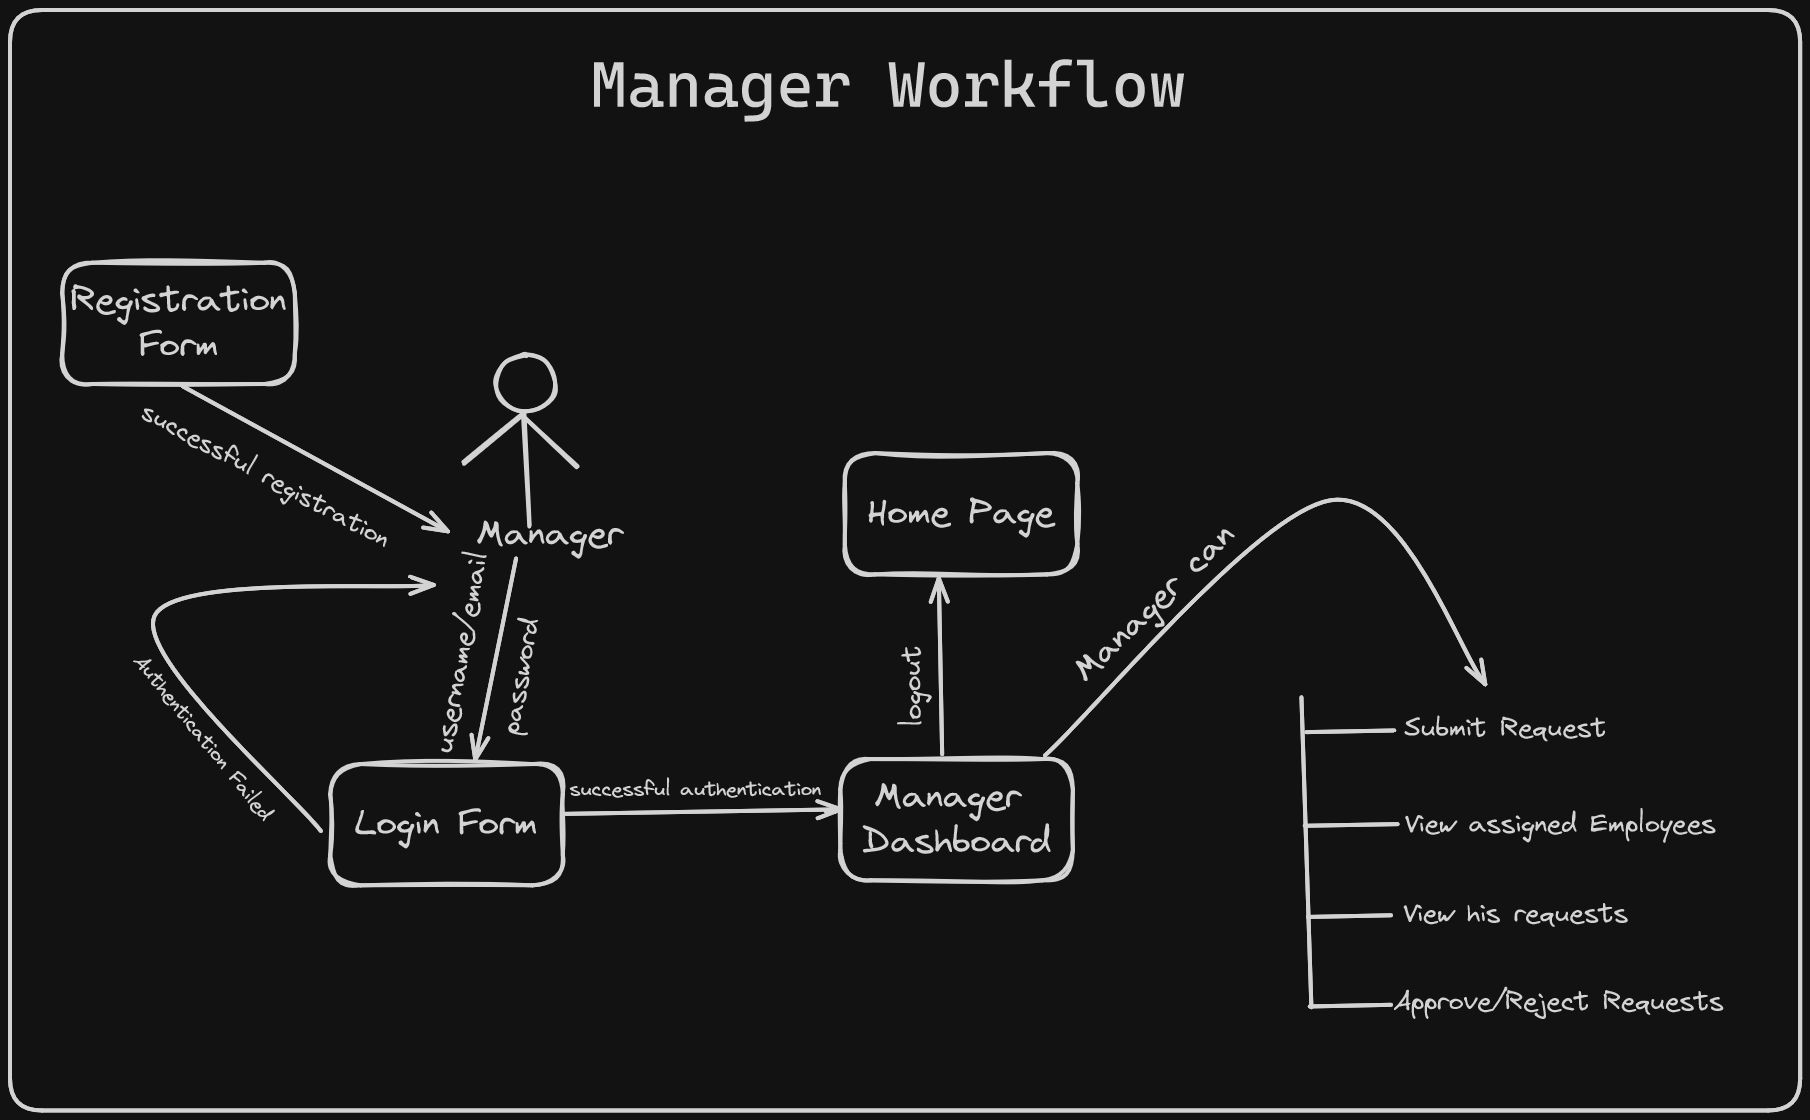 Manager Workflow
Registration
Form
successful registration
Manager
username/email
password
Authentication Failed
Login Form
successful authentication
Home Page
logout
Manager
Dashboard
Manager can
Submit Request
View assigned Employees
View his requests
Approve/Reject Requests